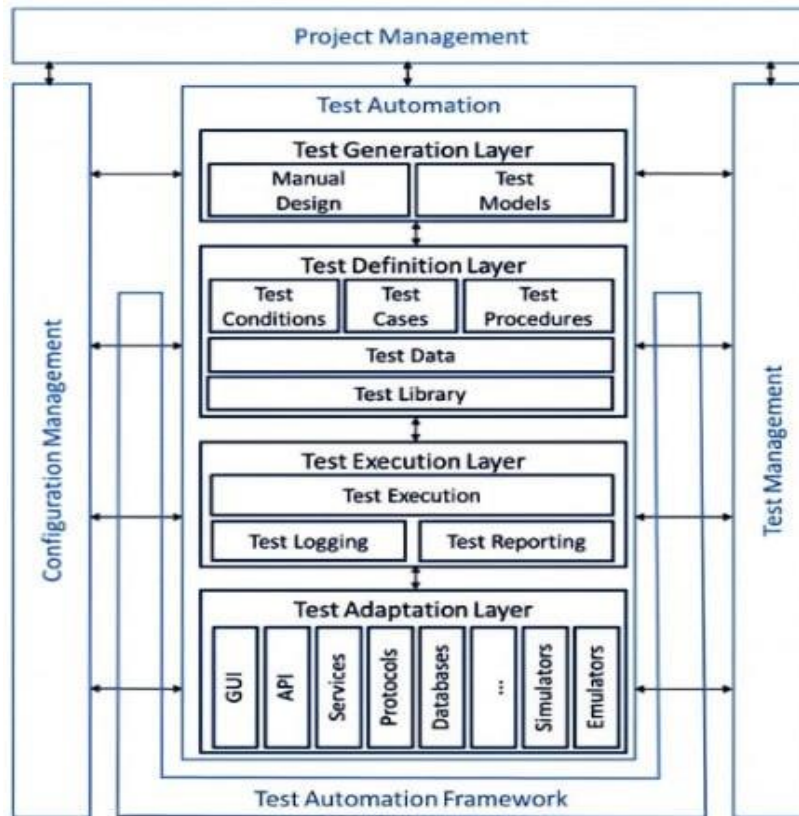 Project Management
Test Automation
Test Generation Layer
Manual
Design
Test
Models
Test Definition Layer
Test
Conditions
Test
Cases
Test
Procedures
Test Data
Test Library
Test Execution Layer
Test Execution
Test Logging
Test Reporting
Test Adaptation Layer
GUI
API
Services
Protocols
Databases
...
Simulators
Emulators
Configuration Management
Test Management
Test Automation Framework